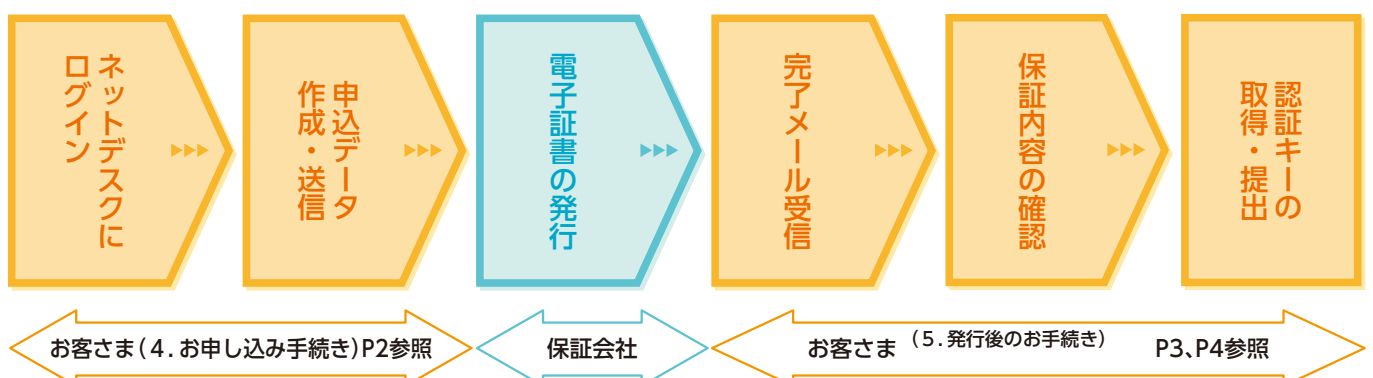 ネットデスクに
ログイン
申込データ
作成・送信
電子証書の発行
完了メール受信
保証内容の確認
認証キーの
取得・提出
お客さま(4.お申し込み手続き)P2参照
保証会社
お客さま (5.発行後のお手続き) P3、P4参照